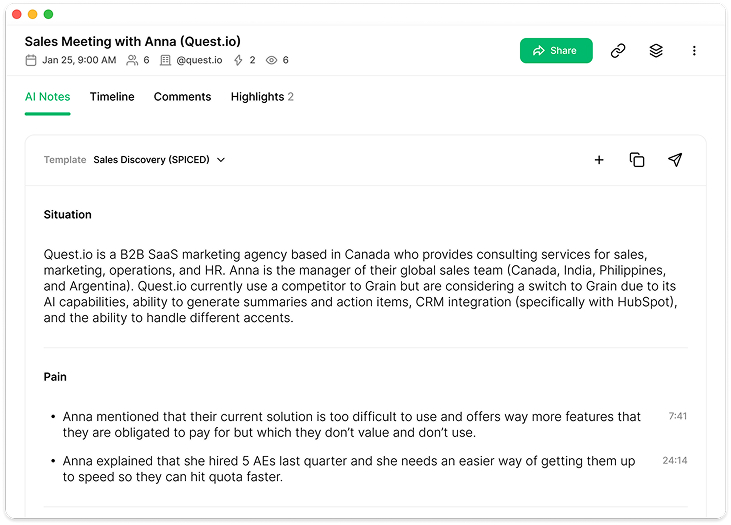 Sales Meeting with Anna (Quest.io)
Jan 25, 9:00 AM 6 @quest.io 2 6
Share
AI Notes Timeline Comments Highlights 2
Template Sales Discovery (SPICED)
Situation
Quest.io is a B2B SaaS marketing agency based in Canada who provides consulting services for sales,
marketing, operations, and HR. Anna is the manager of their global sales team (Canada, India, Philippines,
and Argentina). Quest.io currently use a competitor to Grain but are considering a switch to Grain due to its
AI capabilities, ability to generate summaries and action items, CRM integration (specifically with HubSpot),
and the ability to handle different accents.
Pain
• Anna mentioned that their current solution is too difficult to use and offers way more features that 7:41
they are obligated to pay for but which they don’t value and don’t use.
• Anna explained that she hired 5 AEs last quarter and she needs an easier way of getting them up 24:14
to speed so they can hit quota faster.